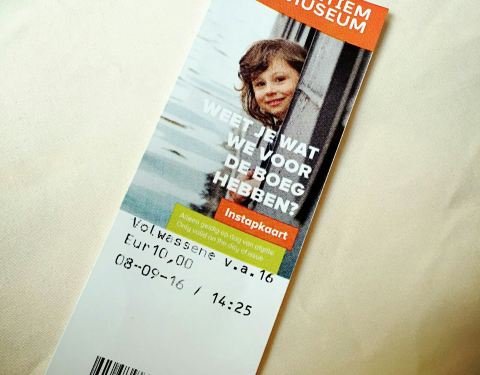 TIEM
MUSEUM
WEET JE WAT
WE VOOR
DE BOEG
HEBBEN?
Instapkaart
Alleen geldig op dag van afgifte
Only valid on the day of issue
Volwassene v.a. 16
Eur10,00
08-09-16 / 14:25